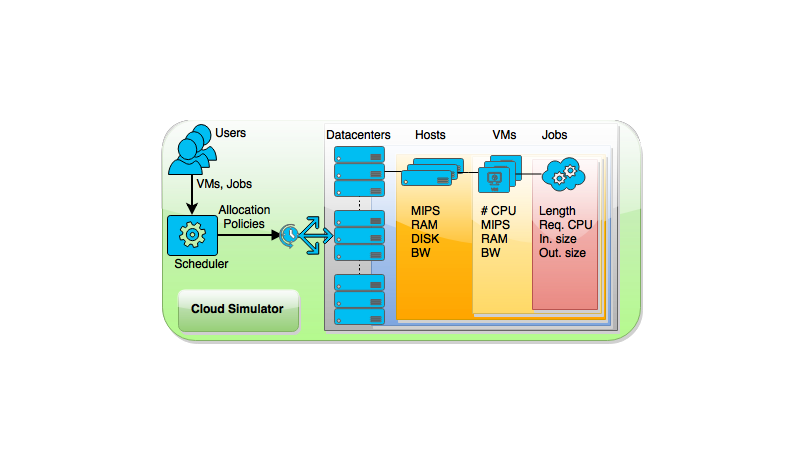 Users
Datacenters
Hosts
VMs
Jobs
VMs, Jobs
Allocation
Policies
Scheduler
MIPS
RAM
DISK
BW
# CPU
MIPS
RAM
BW
Length
Req. CPU
In. size
Out. size
Cloud Simulator